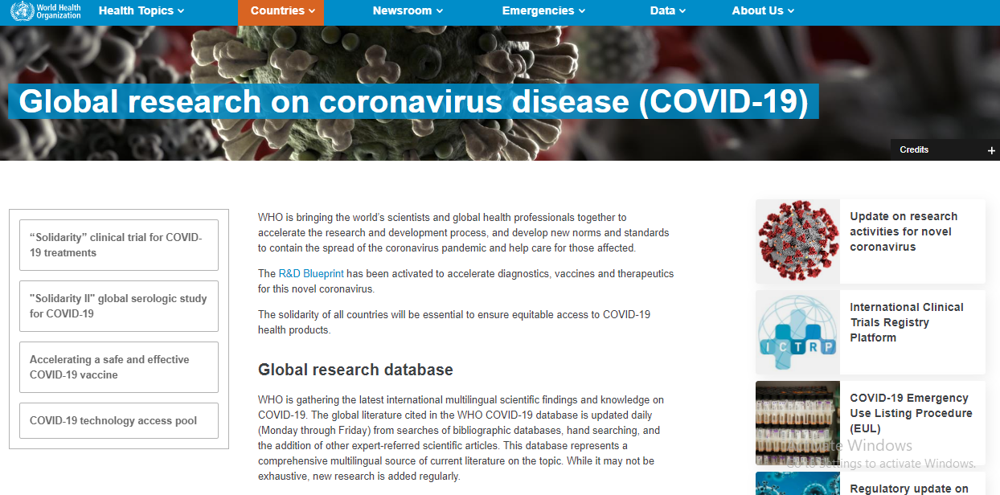 World Health
Organization
Health Topics
Countries
Newsroom
Emergencies
Data
About Us
Global research on coronavirus disease (COVID-19)
Credits +
“Solidarity” clinical trial for COVID-
19 treatments
"Solidarity II" global serologic study
for COVID-19
Accelerating a safe and effective
COVID-19 vaccine
COVID-19 technology access pool
WHO is bringing the world’s scientists and global health professionals together to
accelerate the research and development process, and develop new norms and standards
to contain the spread of the coronavirus pandemic and help care for those affected.
The R&D Blueprint has been activated to accelerate diagnostics, vaccines and therapeutics
for this novel coronavirus.
The solidarity of all countries will be essential to ensure equitable access to COVID-19
health products.
Global research database
WHO is gathering the latest international multilingual scientific findings and knowledge on
COVID-19. The global literature cited in the WHO COVID-19 database is updated daily
(Monday through Friday) from searches of bibliographic databases, hand searching, and
the addition of other expert-referred scientific articles. This database represents a
comprehensive multilingual source of current literature on the topic. While it may not be
exhaustive, new research is added regularly.
Update on research
activities for novel
coronavirus
ICTRP
International Clinical
Trials Registry
Platform
COVID-19 Emergency
Use Listing Procedure
(EUL)
Activate Windows
Go to Settings to activate Windows.
Regulatory update on